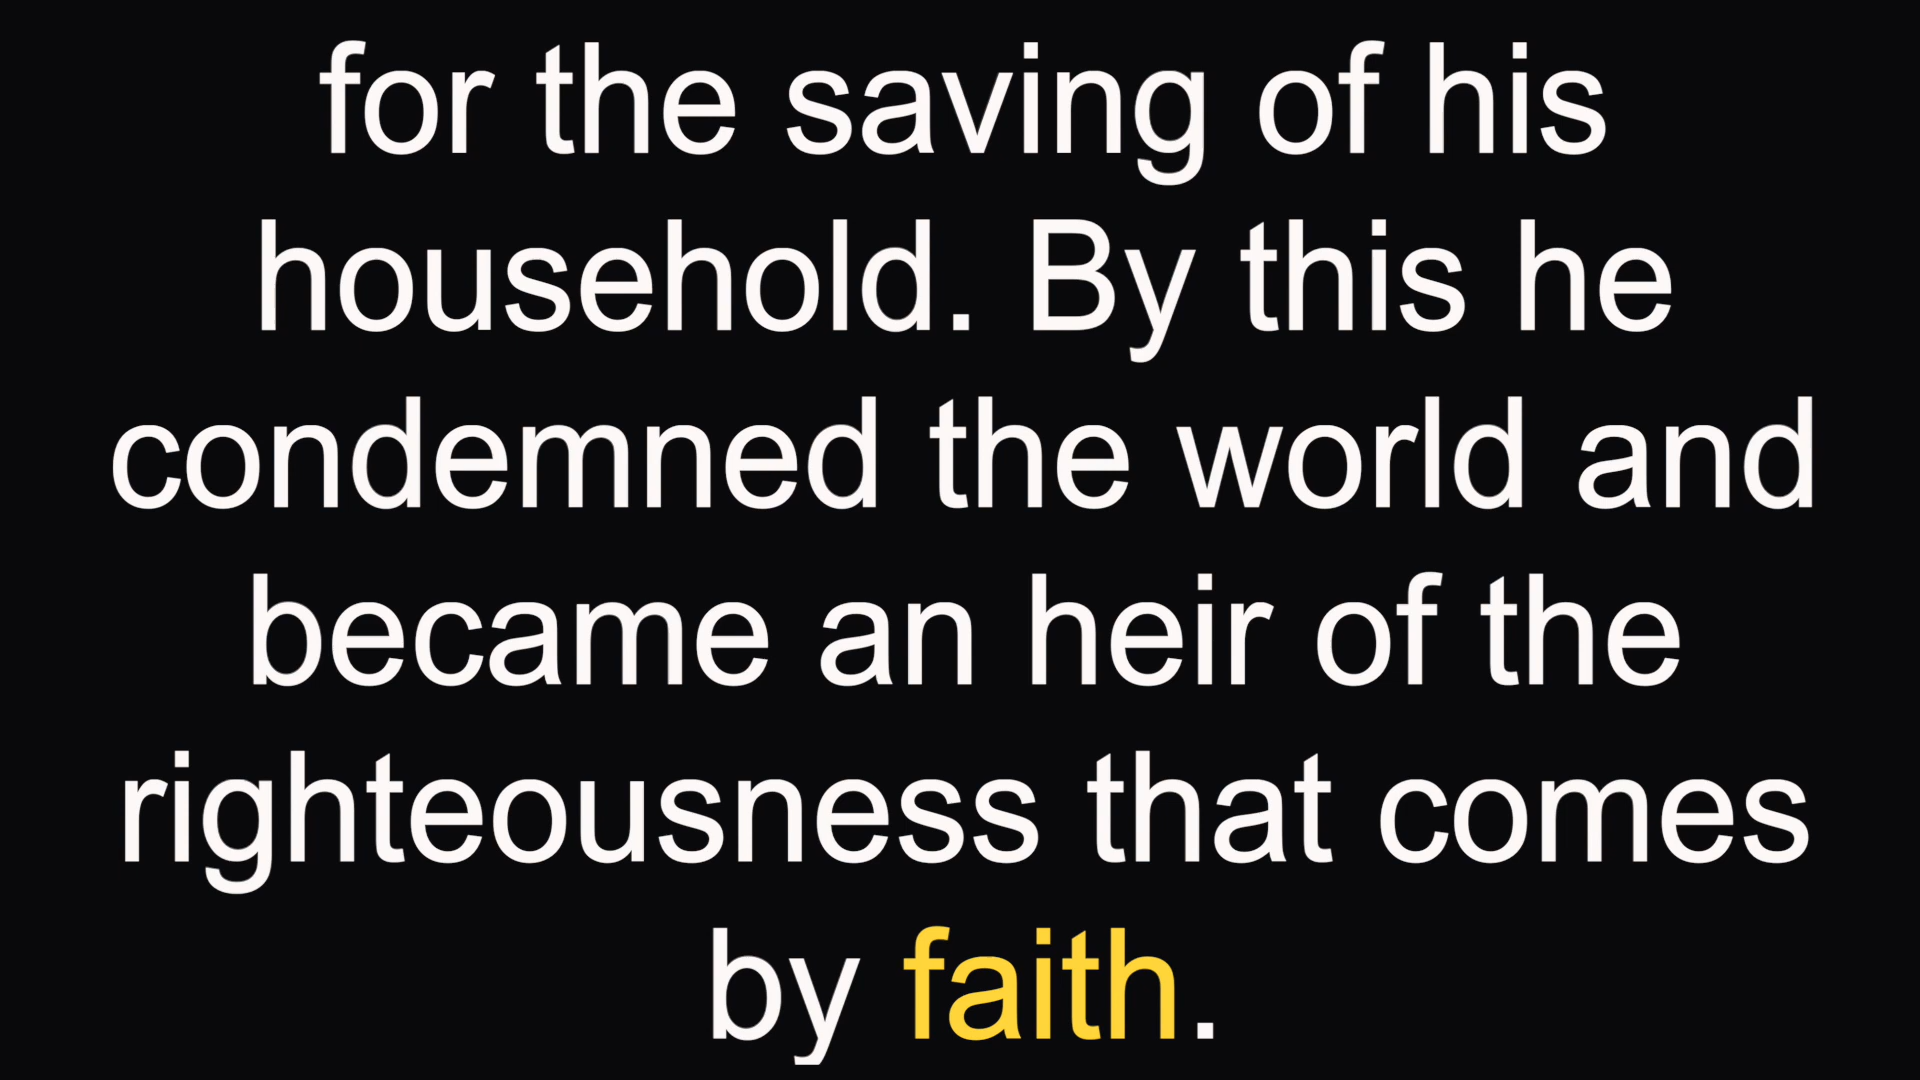 for the saving of his
household. By this he
condemned the world and
became an heir of the
righteousness that comes
by faith.